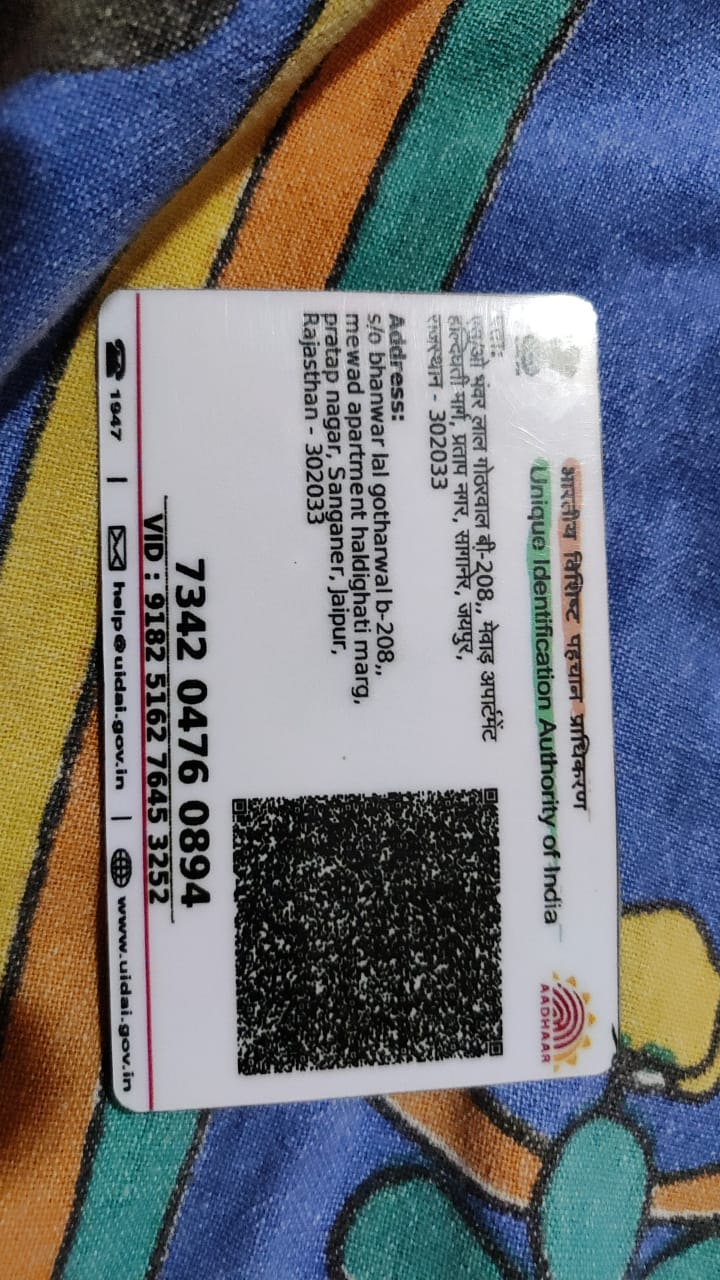 भारतीय विशिष्ट पहचान प्राधिकरण
Unique Identification Authority of India
AADHAAR
पता:
भंवर लाल गोठरवाल बी-208,, मेवाड़ अपार्टमेंट
हल्दिघाटी मार्ग, प्रताप नगर, सांगानेर, जयपुर,
राजस्थान - 302033
Address:
s/o bhanwar lal gotharwal b-208,,
mewad apartment haldighati marg,
pratap nagar, Sanganer, Jaipur,
Rajasthan - 302033
7342 0476 0894
VID : 9182 5162 7645 3252
1947 | help@uidai.gov.in | www.uidai.gov.in